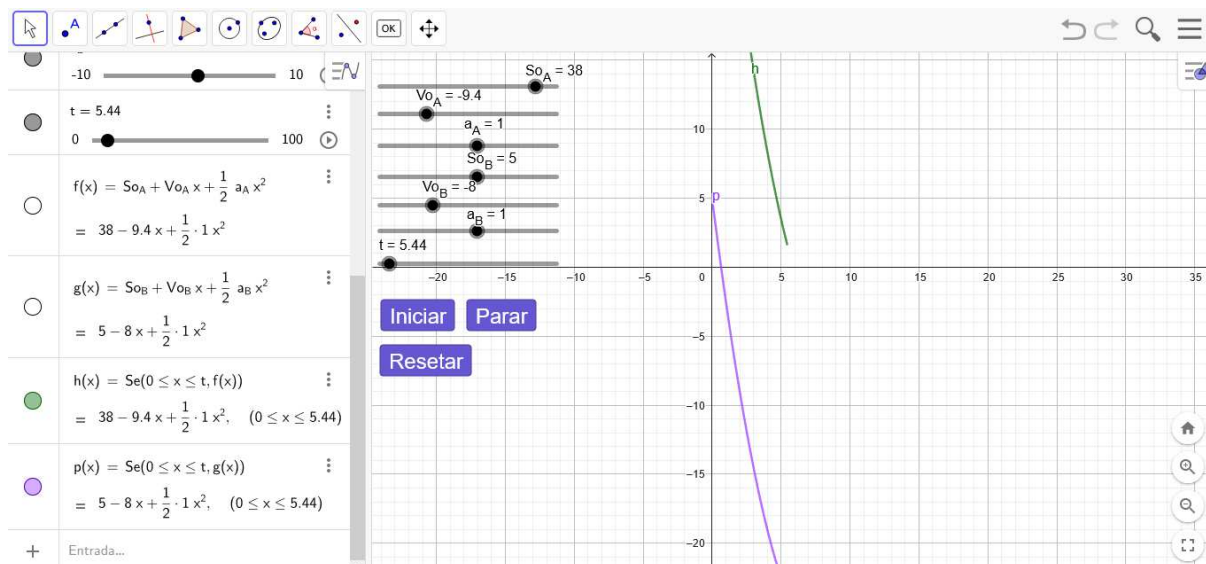 A
α
OK
-10 10
t = 5.44
0 100
f(x) = So_A + Vo_A x + 1/2 a_A x²
= 38 − 9.4 x + 1/2 · 1 x²
g(x) = So_B + Vo_B x + 1/2 a_B x²
= 5 − 8 x + 1/2 · 1 x²
h(x) = Se(0 ≤ x ≤ t, f(x))
= 38 − 9.4 x + 1/2 · 1 x², (0 ≤ x ≤ 5.44)
p(x) = Se(0 ≤ x ≤ t, g(x))
= 5 − 8 x + 1/2 · 1 x², (0 ≤ x ≤ 5.44)
+ Entrada...
So_A = 38
Vo_A = -9.4
a_A = 1
So_B = 5
Vo_B = -8
a_B = 1
t = 5.44
Iniciar Parar
Resetar
h
p
10
5
−20 −15 −10 −5 0 5 10 15 20 25 30 35
−5
−10
−15
−20